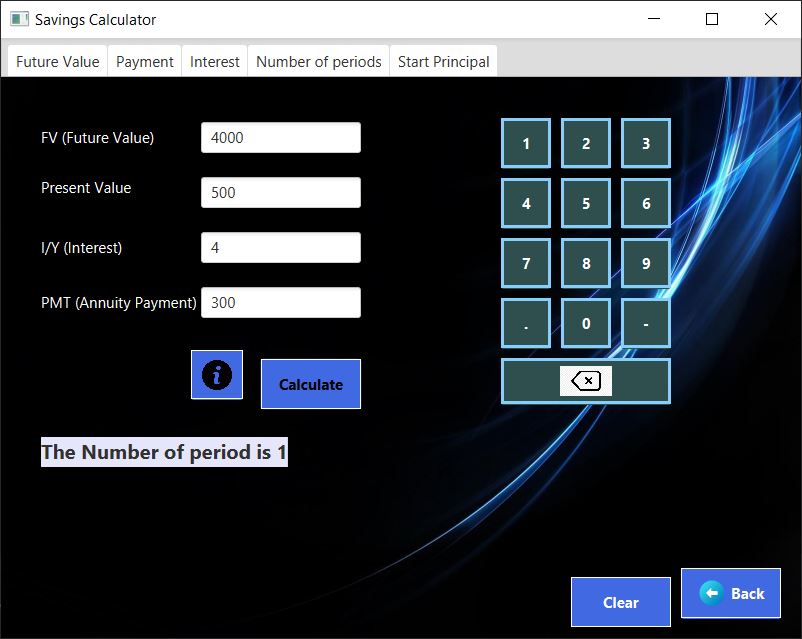 Savings Calculator
Future Value Payment Interest Number of periods Start Principal
FV (Future Value) 4000
Present Value 500
I/Y (Interest) 4
PMT (Annuity Payment) 300
1 2 3
4 5 6
7 8 9
. 0 -
i Calculate
The Number of period is 1
Clear Back